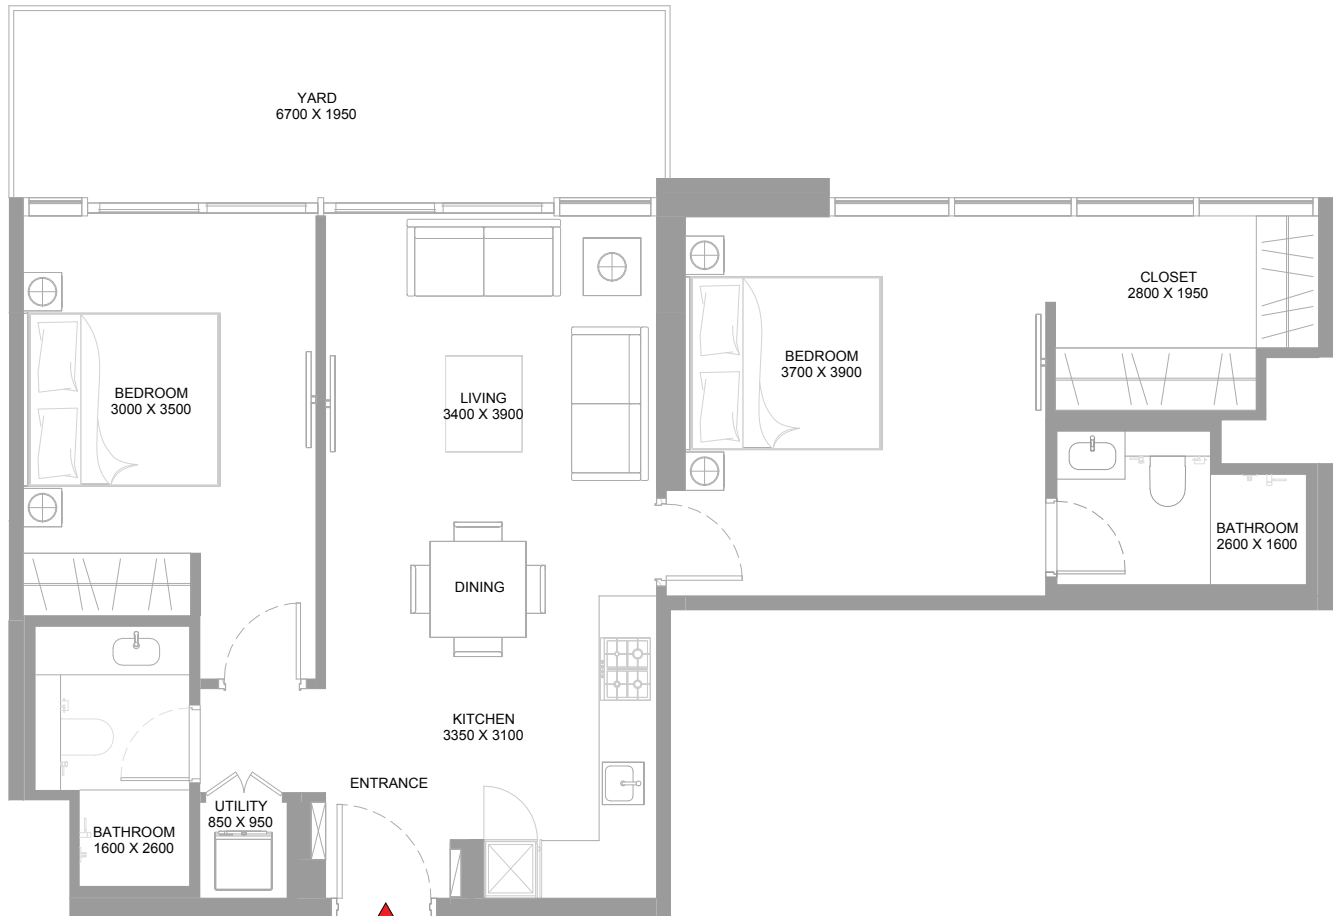 YARD
6700 X 1950
CLOSET
2800 X 1950
BEDROOM
3700 X 3900
BEDROOM
3000 X 3500
LIVING
3400 X 3900
BATHROOM
2600 X 1600
DINING
KITCHEN
3350 X 3100
ENTRANCE
UTILITY
850 X 950
BATHROOM
1600 X 2600